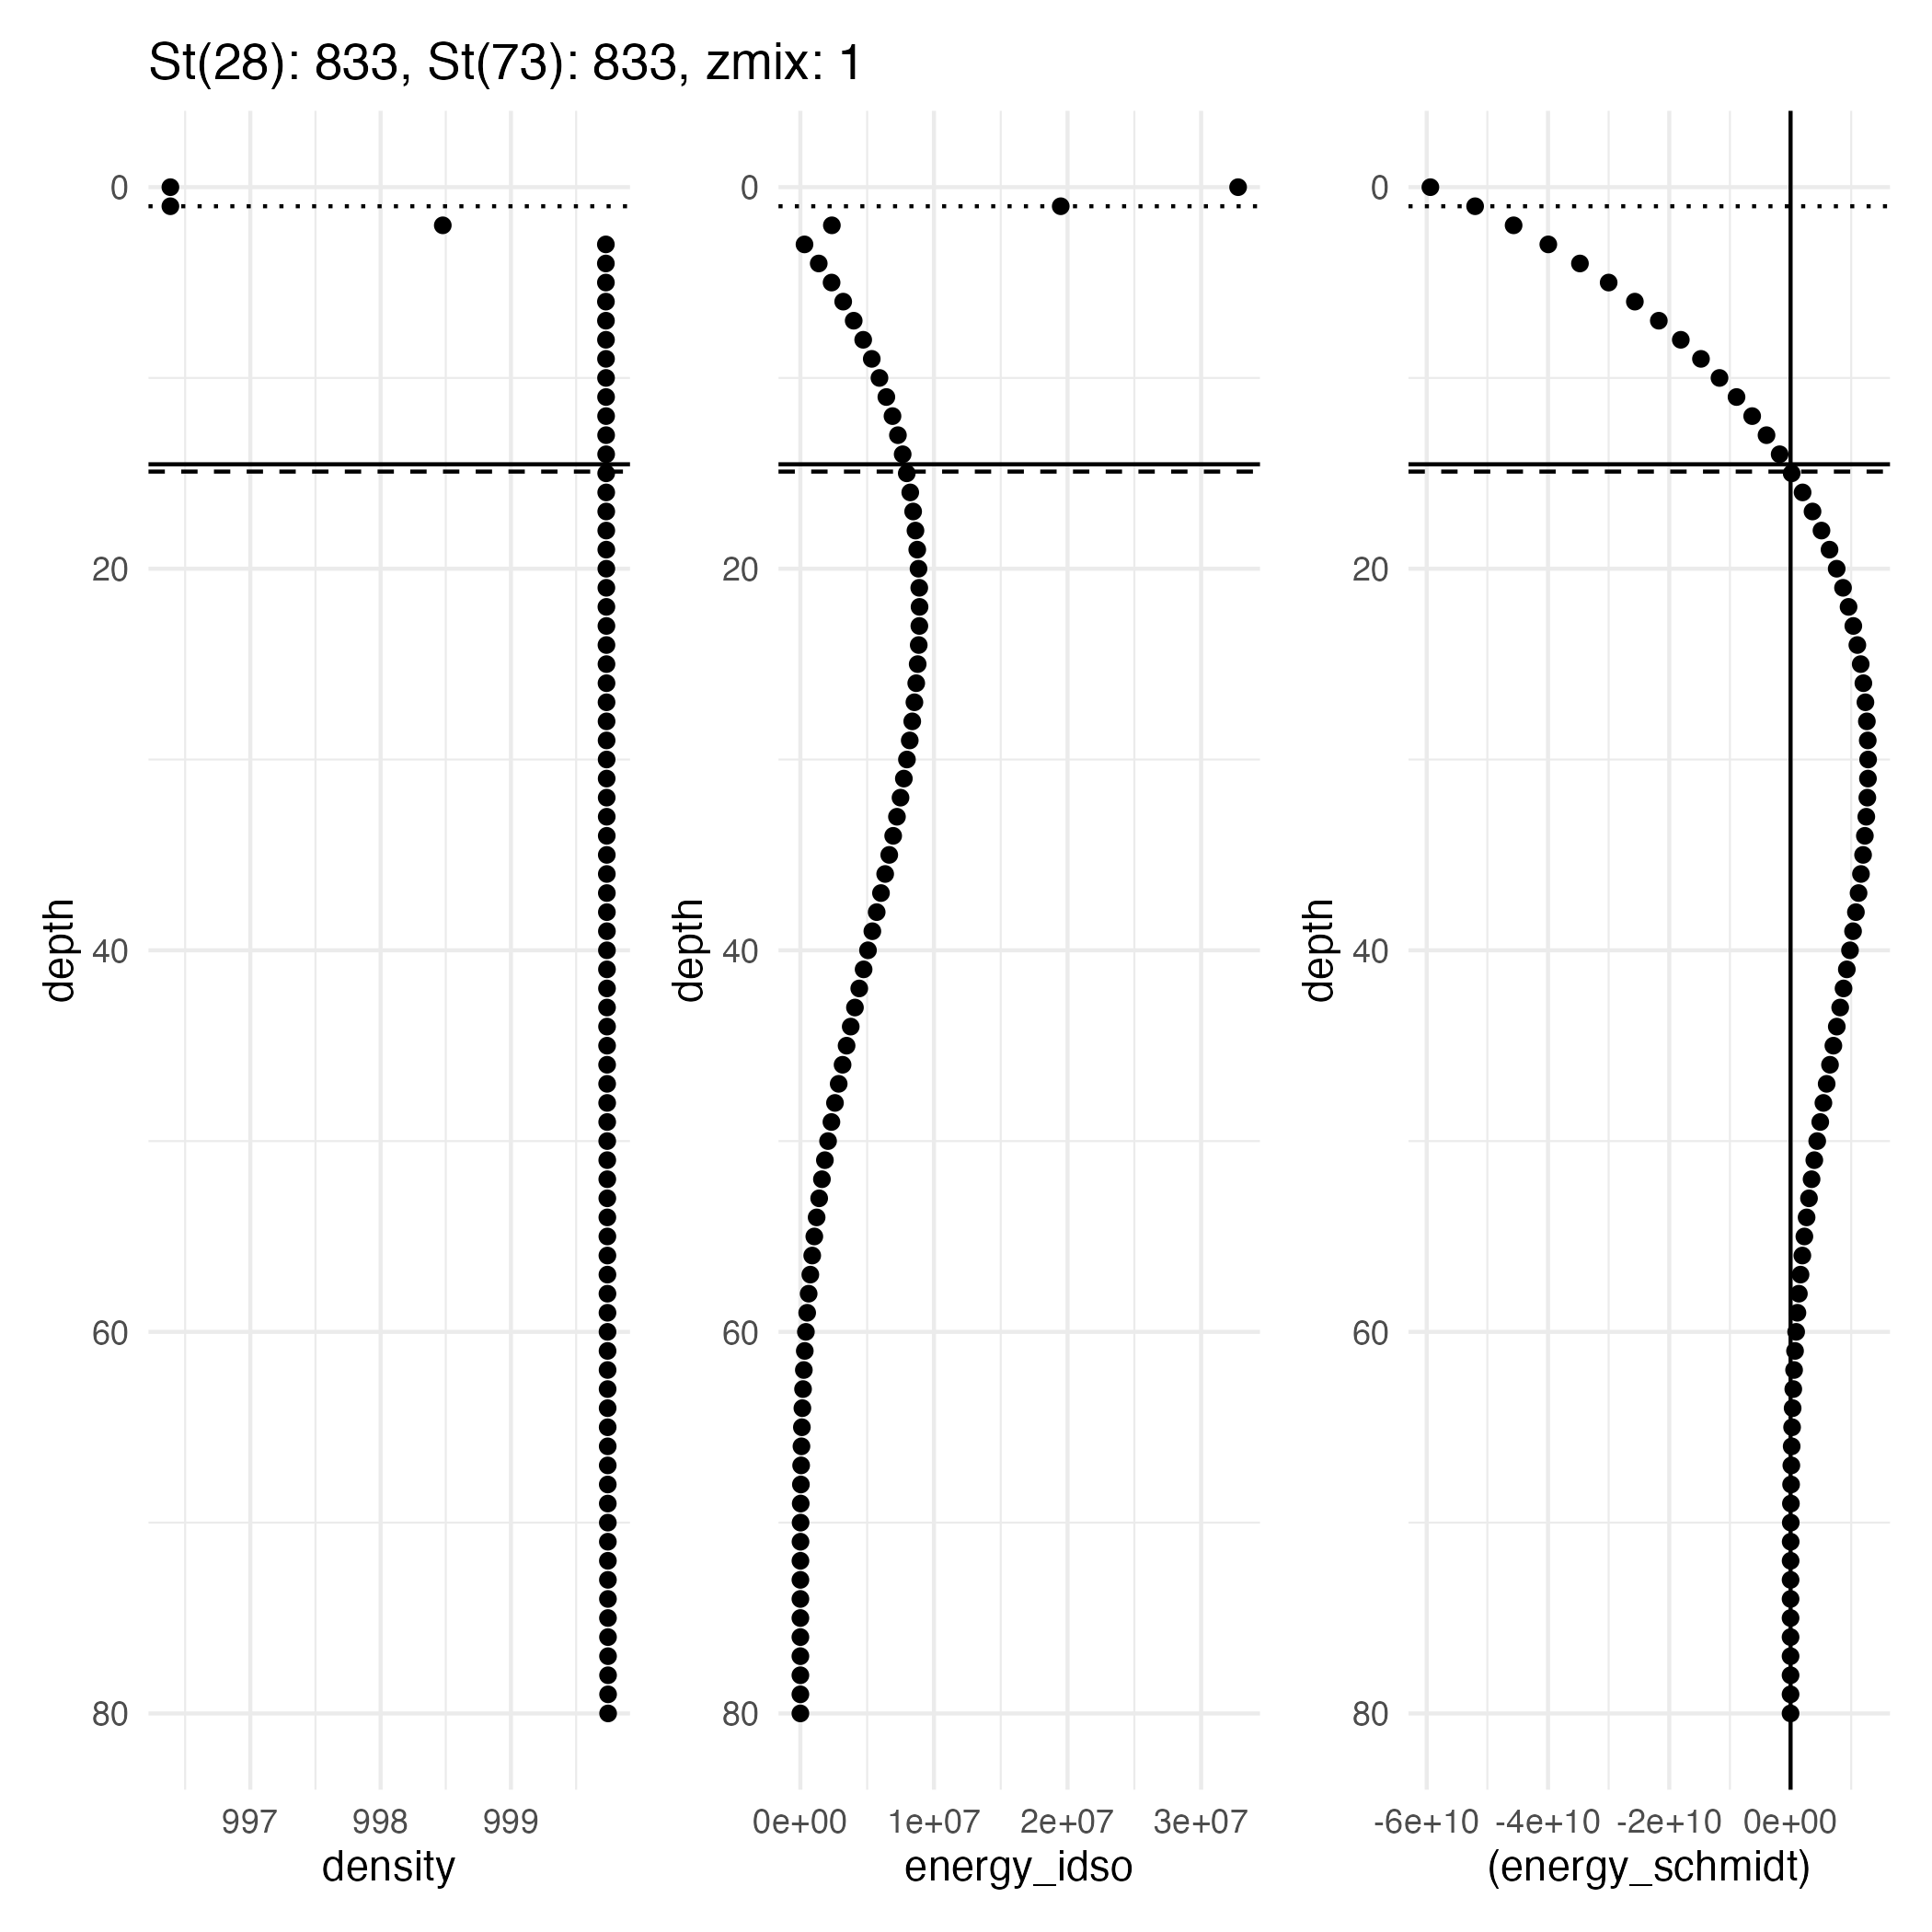 St(28): 833, St(73): 833, zmix: 1
0
20
40
60
80
depth
997 998 999
density
0
20
40
60
80
depth
0e+00 1e+07 2e+07 3e+07
energy_idso
0
20
40
60
80
depth
-6e+10 -4e+10 -2e+10 0e+00
(energy_schmidt)